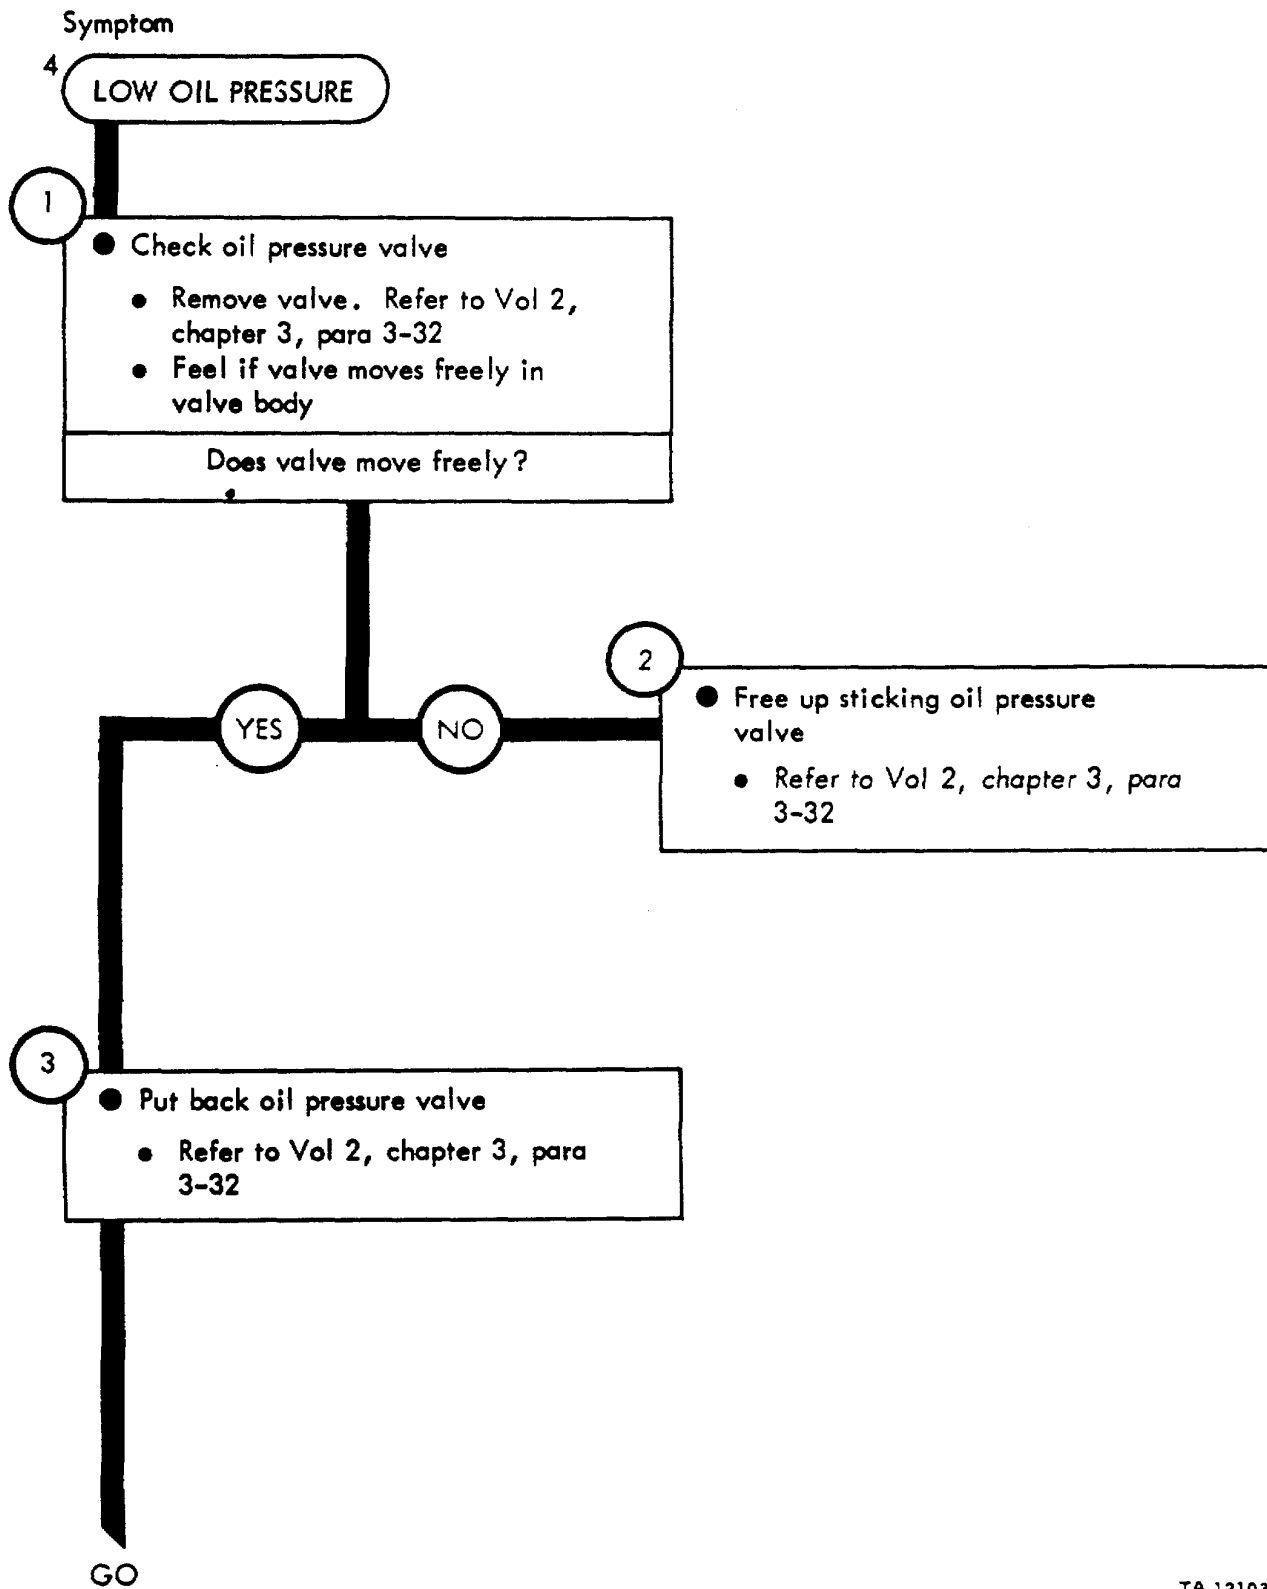 Symptom
4
LOW OIL PRESSURE
1
● Check oil pressure valve
● Remove valve. Refer to Vol 2,
chapter 3, para 3-32
● Feel if valve moves freely in
valve body
Does valve move freely?
YES
NO
2
● Free up sticking oil pressure
valve
● Refer to Vol 2, chapter 3, para
3-32
3
● Put back oil pressure valve
● Refer to Vol 2, chapter 3, para
3-32
GO